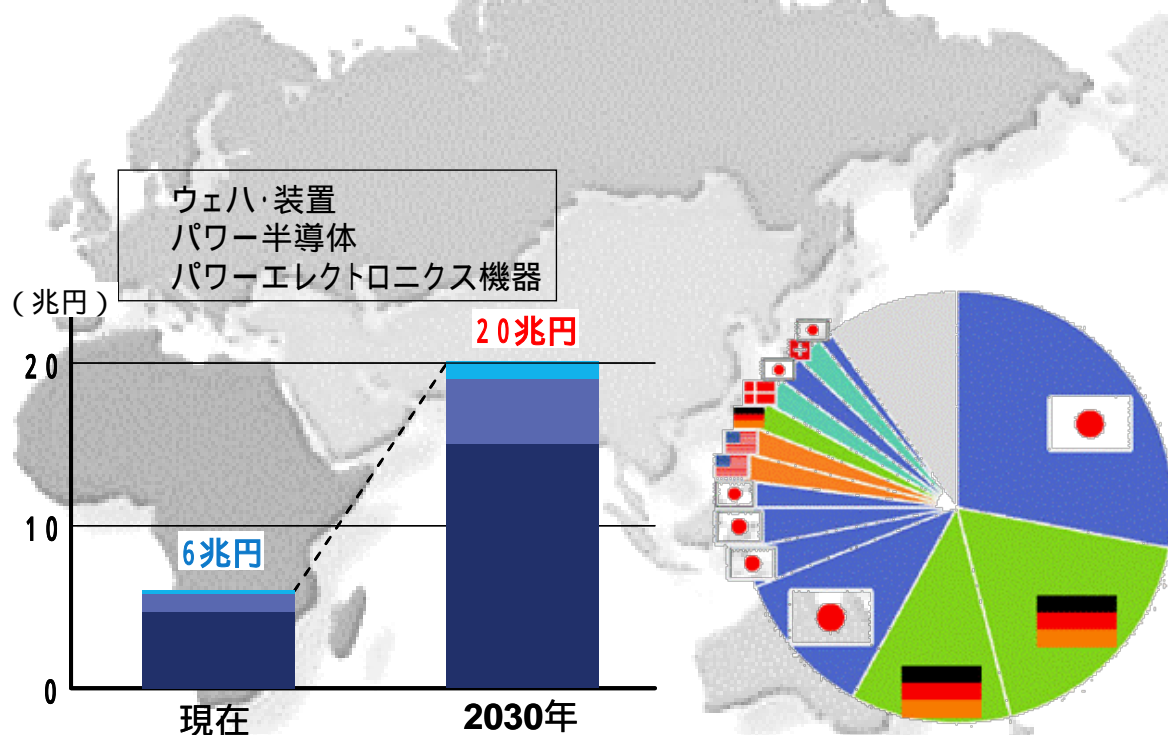 ウェハ・装置
パワー半導体
パワーエレクトロニクス機器
（兆円）
20兆円
20
10
6兆円
0
現在
2030年